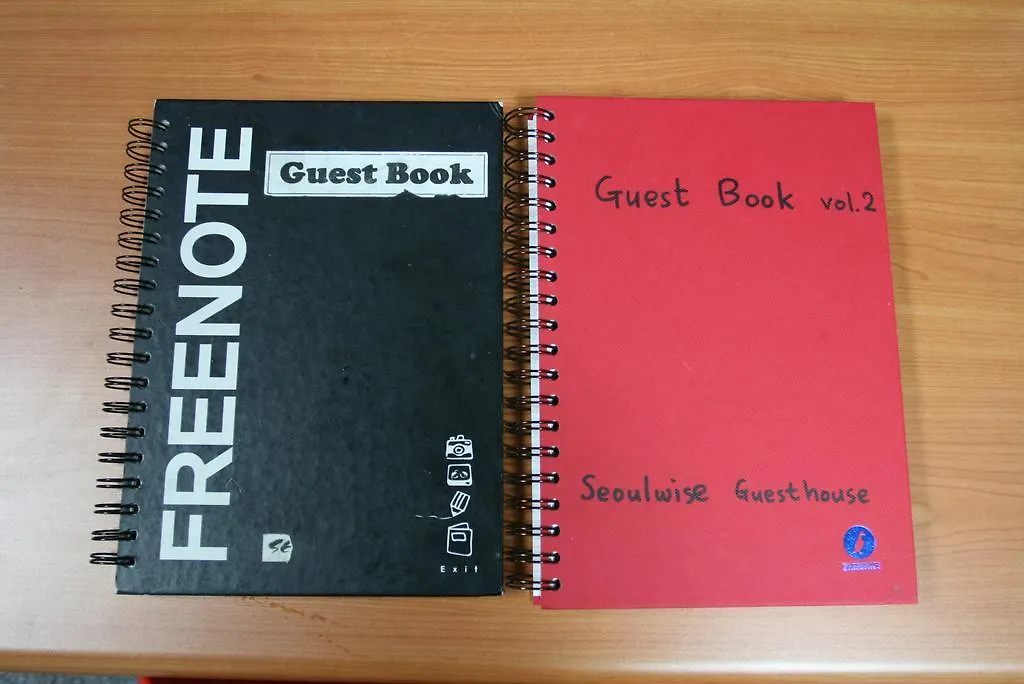 FREENOTE
Guest Book
Exit
Guest Book vol.2
Seoulwise Guesthouse